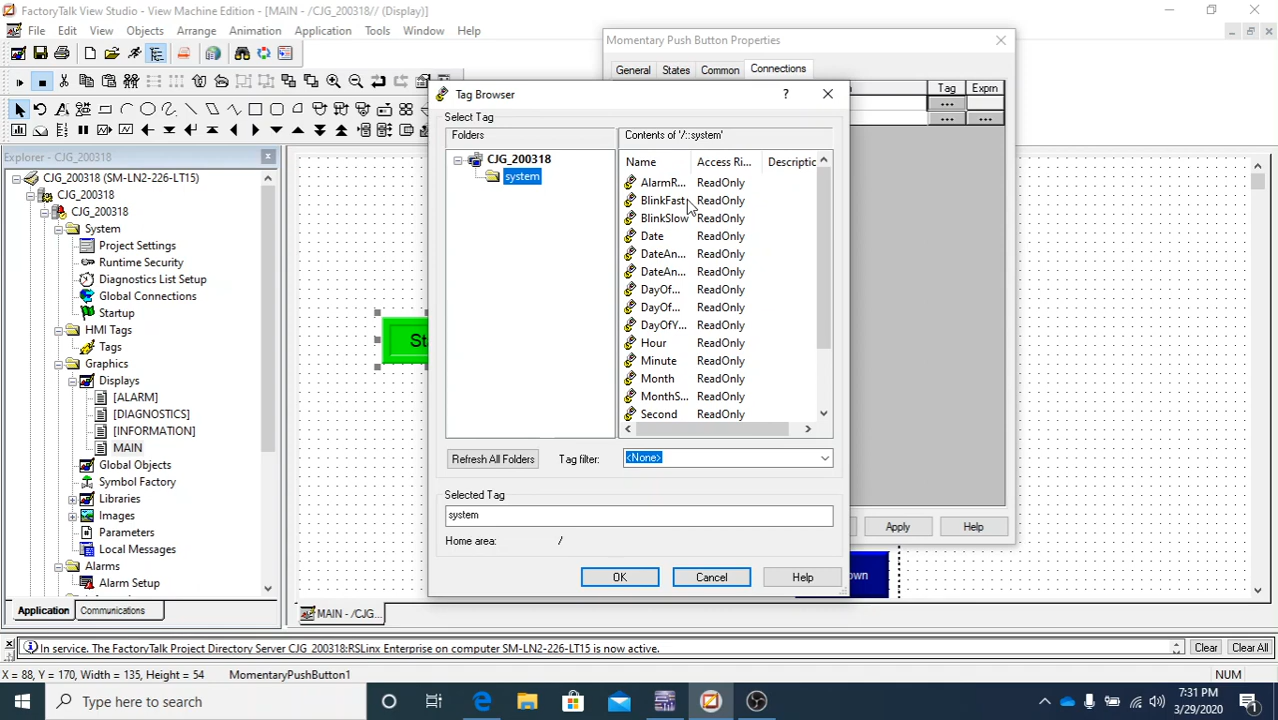 FactoryTalk View Studio - View Machine Edition - [MAIN - /CJG_200318// (Display)]
File Edit View Objects Arrange Animation Application Tools Window Help
Momentary Push Button Properties
General States Common Connections
Tag Exprn
Tag Browser
Select Tag
Folders
Contents of '/::system'
CJG_200318
system
Name Access Ri... Descriptic
AlarmR... ReadOnly
BlinkFast ReadOnly
BlinkSlow ReadOnly
Date ReadOnly
DateAn... ReadOnly
DateAn... ReadOnly
DayOf... ReadOnly
DayOf... ReadOnly
DayOfY... ReadOnly
Hour ReadOnly
Minute ReadOnly
Month ReadOnly
MonthS... ReadOnly
Second ReadOnly
Refresh All Folders
Tag filter: <None>
Selected Tag
system
Home area: /
OK Cancel Help
Apply Help
Explorer - CJG_200318
CJG_200318 (SM-LN2-226-LT15)
CJG_200318
CJG_200318
System
Project Settings
Runtime Security
Diagnostics List Setup
Global Connections
Startup
HMI Tags
Tags
Graphics
Displays
[ALARM]
[DIAGNOSTICS]
[INFORMATION]
MAIN
Global Objects
Symbol Factory
Libraries
Images
Parameters
Local Messages
Alarms
Alarm Setup
Application Communications
St
own
MAIN - /CJG...
In service. The FactoryTalk Project Directory Server CJG_200318:RSLinx Enterprise on computer SM-LN2-226-LT15 is now active.
Clear Clear All
X = 88, Y = 170, Width = 135, Height = 54 MomentaryPushButton1 NUM
Type here to search
7:31 PM
3/29/2020
1